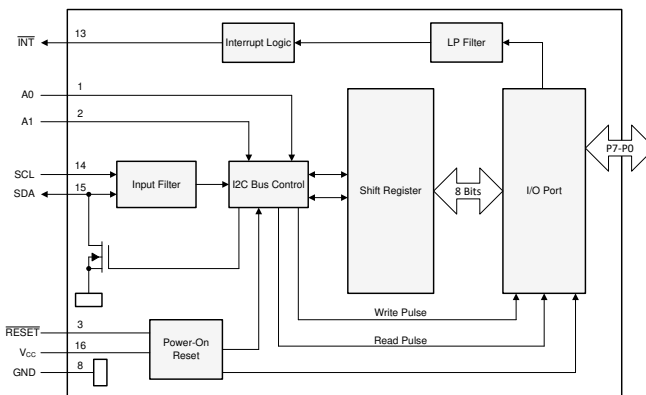 INT
13
Interrupt Logic
LP Filter
A0
1
A1
2
SCL
14
SDA
15
Input Filter
I2C Bus Control
Shift Register
8 Bits
I/O Port
P7-P0
Write Pulse
Read Pulse
RESET
3
VCC
16
GND
8
Power-On
Reset